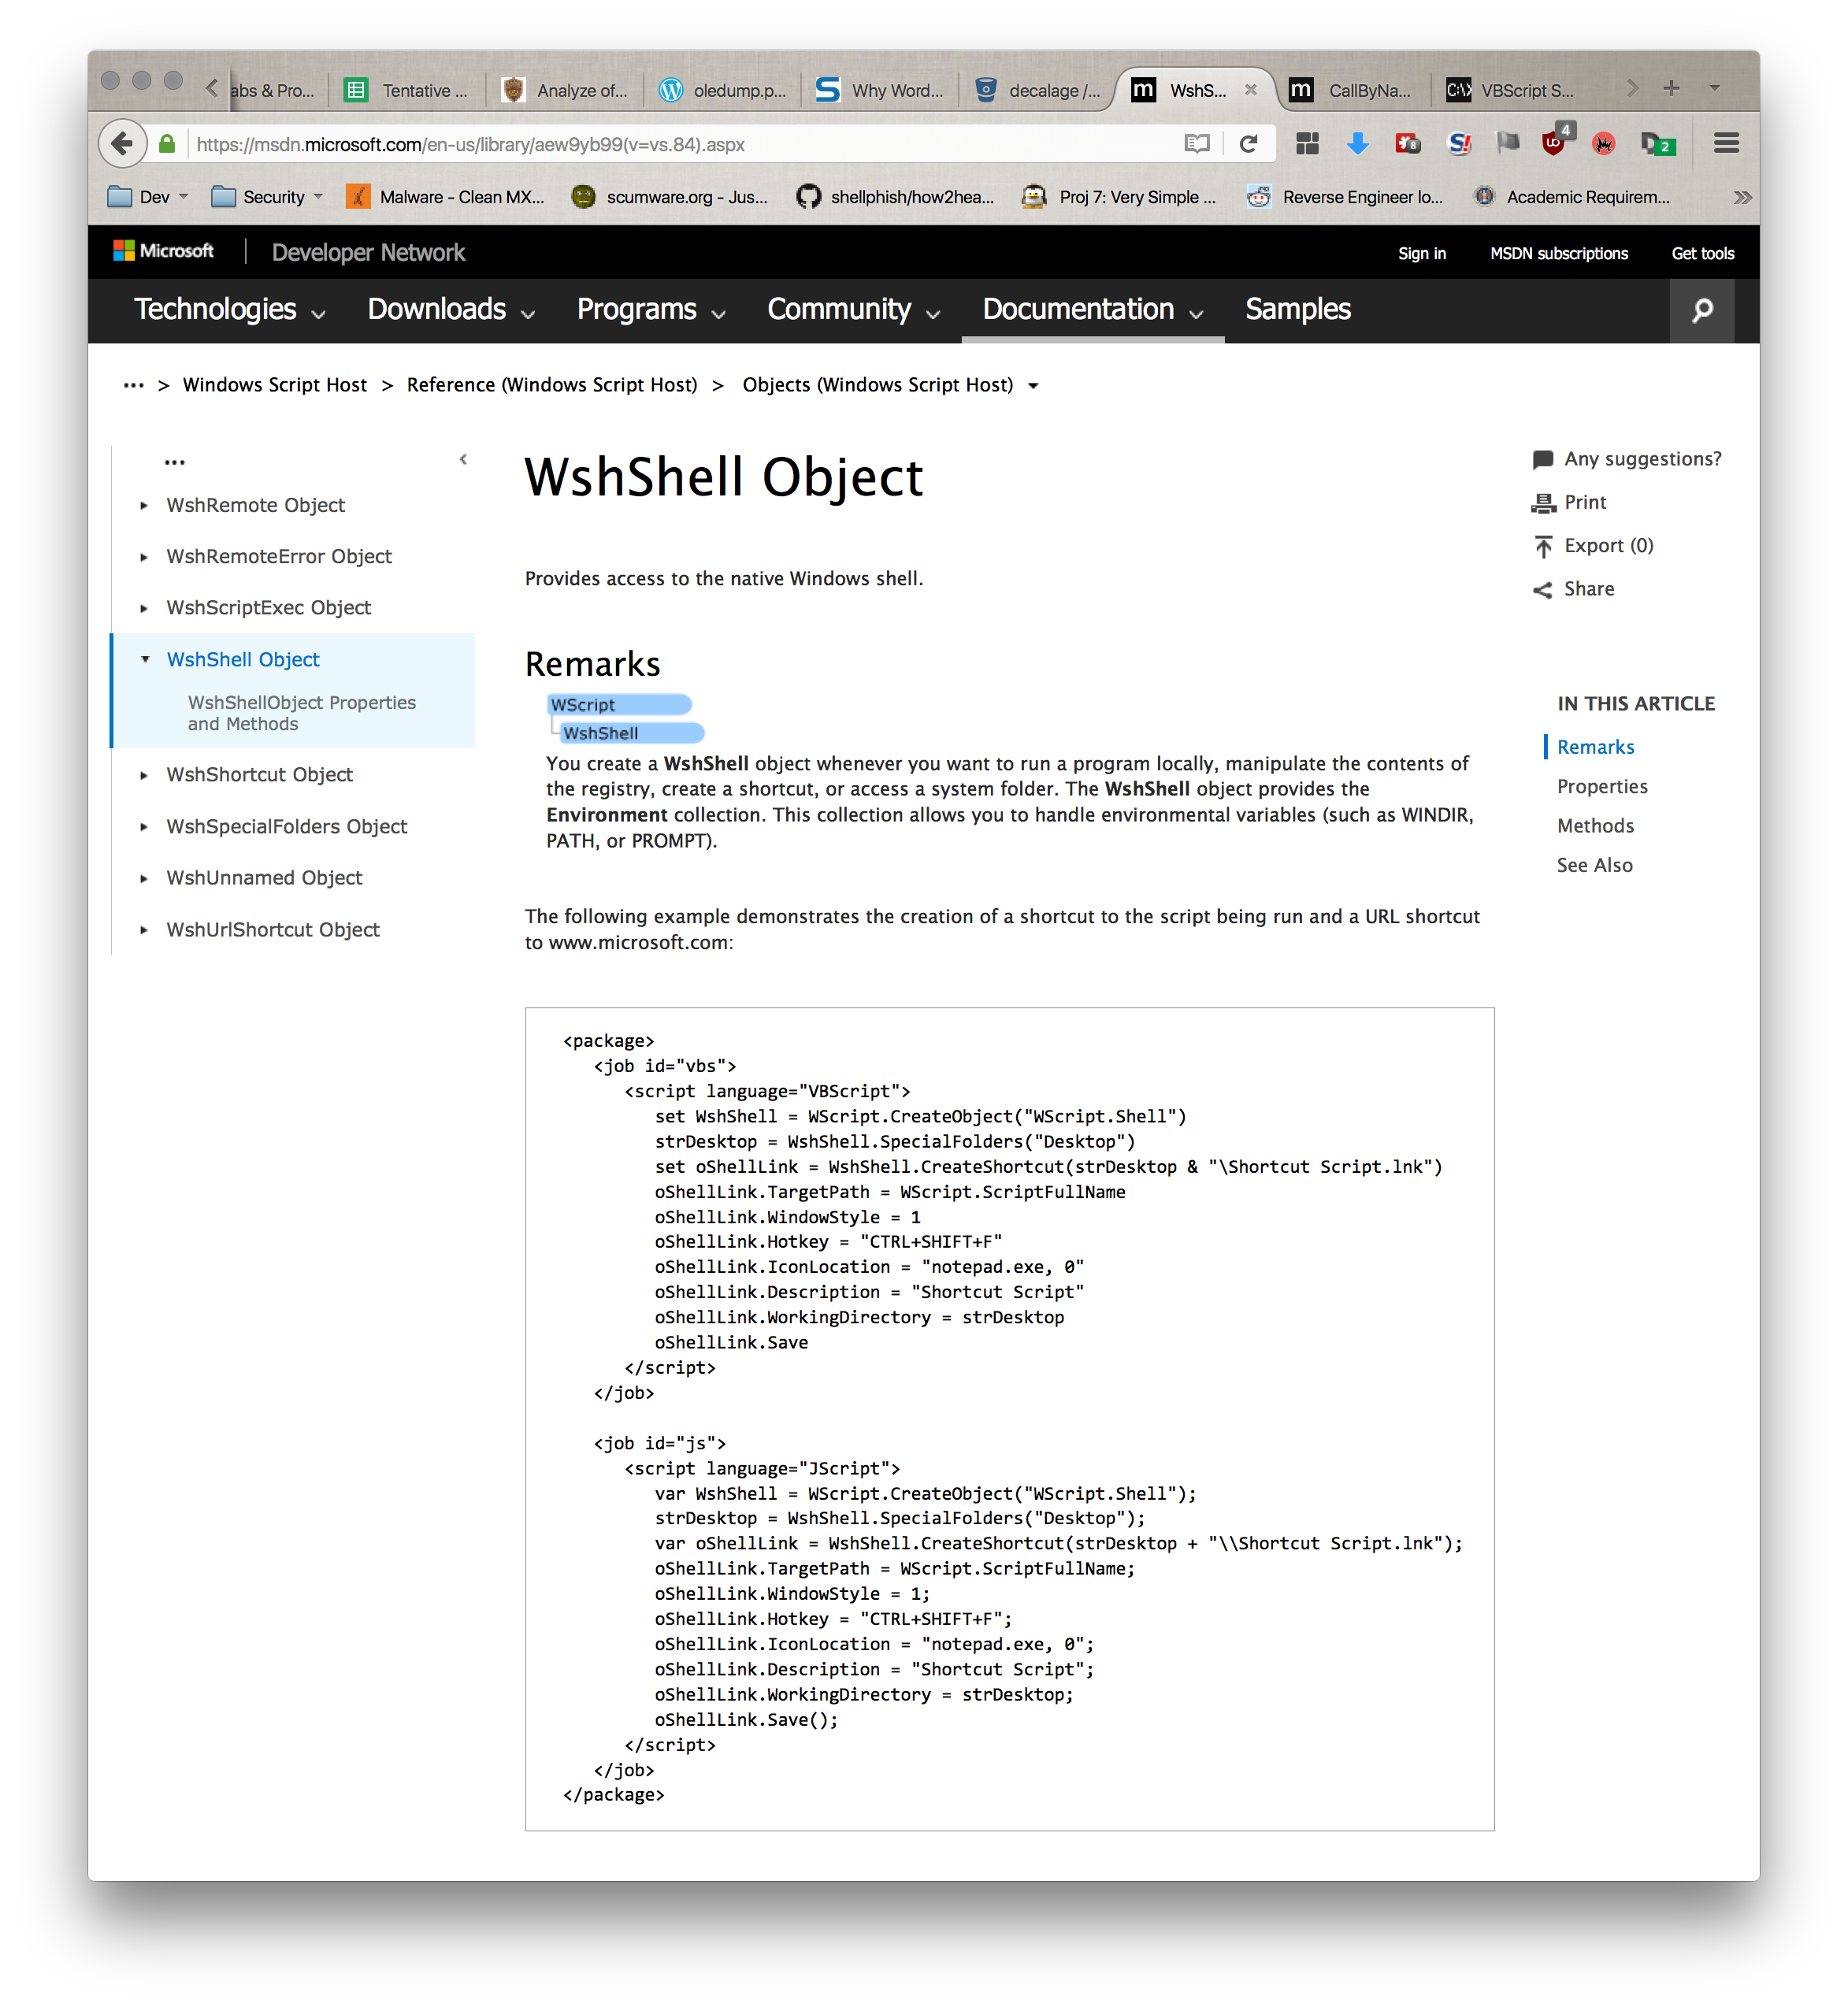 abs & Pro...
Tentative ...
Analyze of...
oledump.p...
Why Word...
decalage /...
WshS...
CallByNa...
VBScript S...
https://msdn.microsoft.com/en-us/library/aew9yb99(v=vs.84).aspx
4
2
Dev
Security
Malware - Clean MX...
scumware.org - Jus...
shellphish/how2hea...
Proj 7: Very Simple ...
Reverse Engineer lo...
Academic Requirem...
Microsoft
Developer Network
Sign in
MSDN subscriptions
Get tools
Technologies
Downloads
Programs
Community
Documentation
Samples
... > Windows Script Host > Reference (Windows Script Host) > Objects (Windows Script Host)
...
WshRemote Object
WshRemoteError Object
WshScriptExec Object
WshShell Object
WshShellObject Properties
and Methods
WshShortcut Object
WshSpecialFolders Object
WshUnnamed Object
WshUrlShortcut Object
WshShell Object
Provides access to the native Windows shell.
Remarks
WScript
WshShell
You create a WshShell object whenever you want to run a program locally, manipulate the contents of
the registry, create a shortcut, or access a system folder. The WshShell object provides the
Environment collection. This collection allows you to handle environmental variables (such as WINDIR,
PATH, or PROMPT).
The following example demonstrates the creation of a shortcut to the script being run and a URL shortcut
to www.microsoft.com:
<package>
   <job id="vbs">
      <script language="VBScript">
         set WshShell = WScript.CreateObject("WScript.Shell")
         strDesktop = WshShell.SpecialFolders("Desktop")
         set oShellLink = WshShell.CreateShortcut(strDesktop & "\Shortcut Script.lnk")
         oShellLink.TargetPath = WScript.ScriptFullName
         oShellLink.WindowStyle = 1
         oShellLink.Hotkey = "CTRL+SHIFT+F"
         oShellLink.IconLocation = "notepad.exe, 0"
         oShellLink.Description = "Shortcut Script"
         oShellLink.WorkingDirectory = strDesktop
         oShellLink.Save
      </script>
   </job>
   <job id="js">
      <script language="JScript">
         var WshShell = WScript.CreateObject("WScript.Shell");
         strDesktop = WshShell.SpecialFolders("Desktop");
         var oShellLink = WshShell.CreateShortcut(strDesktop + "\\Shortcut Script.lnk");
         oShellLink.TargetPath = WScript.ScriptFullName;
         oShellLink.WindowStyle = 1;
         oShellLink.Hotkey = "CTRL+SHIFT+F";
         oShellLink.IconLocation = "notepad.exe, 0";
         oShellLink.Description = "Shortcut Script";
         oShellLink.WorkingDirectory = strDesktop;
         oShellLink.Save();
      </script>
   </job>
</package>
Any suggestions?
Print
Export (0)
Share
IN THIS ARTICLE
Remarks
Properties
Methods
See Also